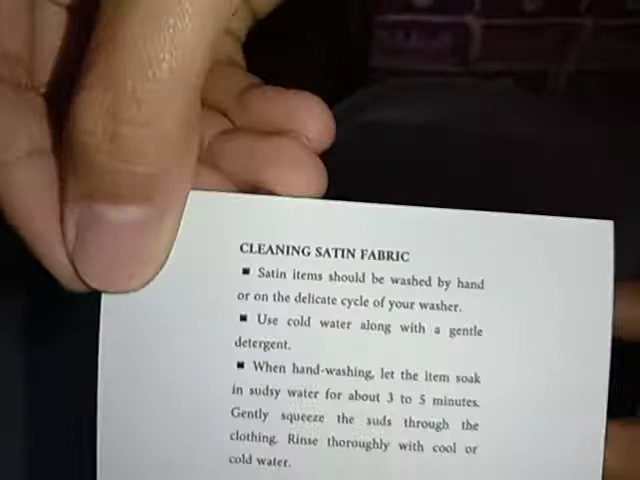 CLEANING SATIN FABRIC
■ Satin items should be washed by hand
or on the delicate cycle of your washer.
■ Use cold water along with a gentle
detergent.
■ When hand-washing, let the item soak
in sudsy water for about 3 to 5 minutes.
Gently squeeze the suds through the
clothing. Rinse thoroughly with cool or
cold water.